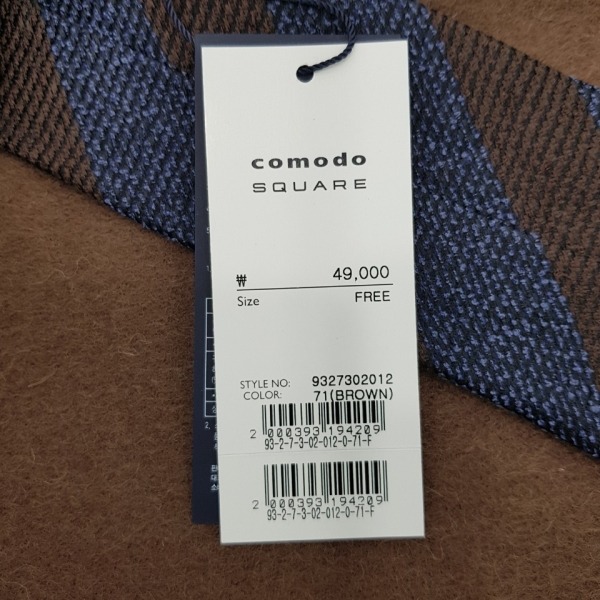 comodo
SQUARE
₩ 49,000
Size FREE
STYLE NO: 9327302012
COLOR: 71(BROWN)
2 000393 194209
93-2-7-3-02-012-0-71-F
2 000393 194209
93-2-7-3-02-012-0-71-F